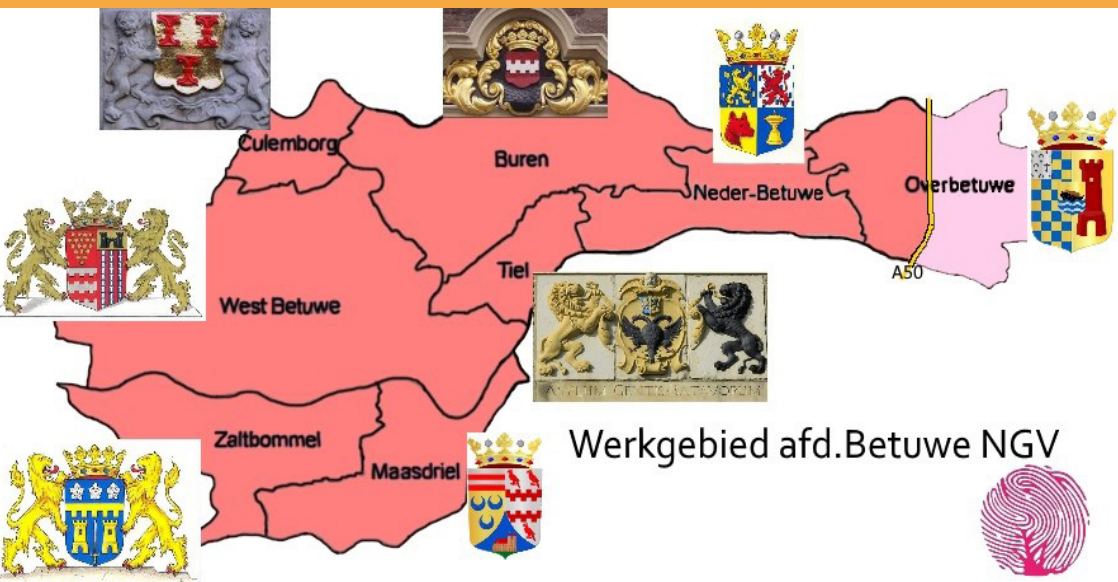 Culemborg
Buren
Neder-Betuwe
Overbetuwe
A50
Tiel
West Betuwe
Zaltbommel
Maasdriel
Werkgebied afd.Betuwe NGV